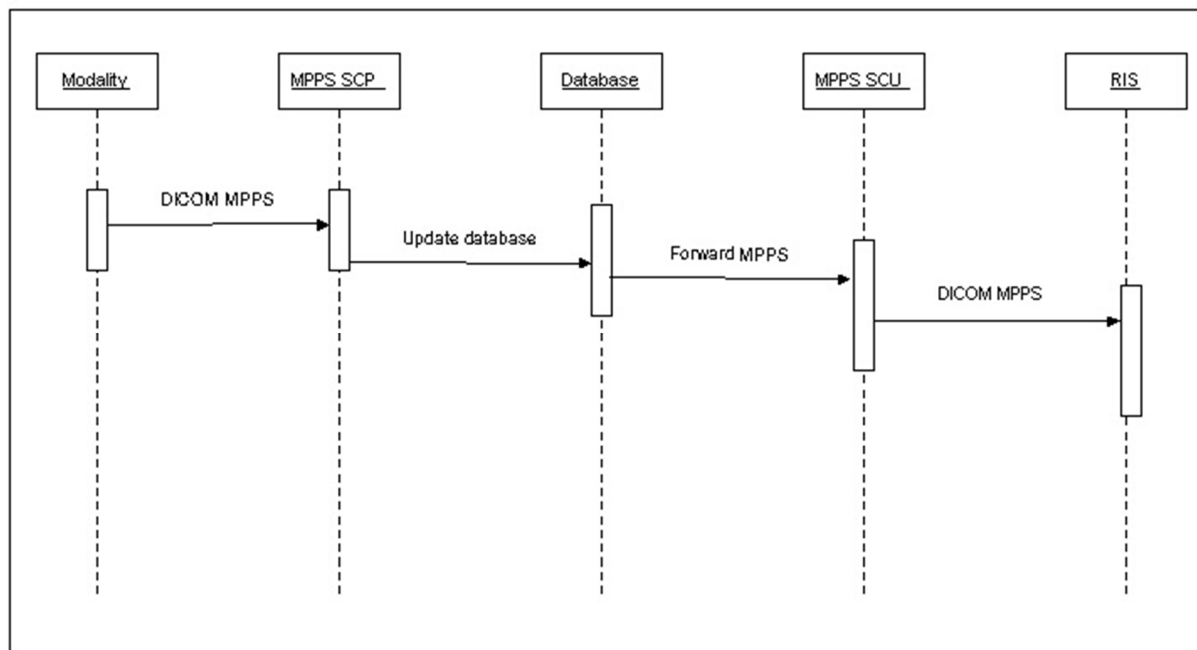 Modality
MPPS SCP
Database
MPPS SCU
RIS
DICOM MPPS
Update database
Forward MPPS
DICOM MPPS